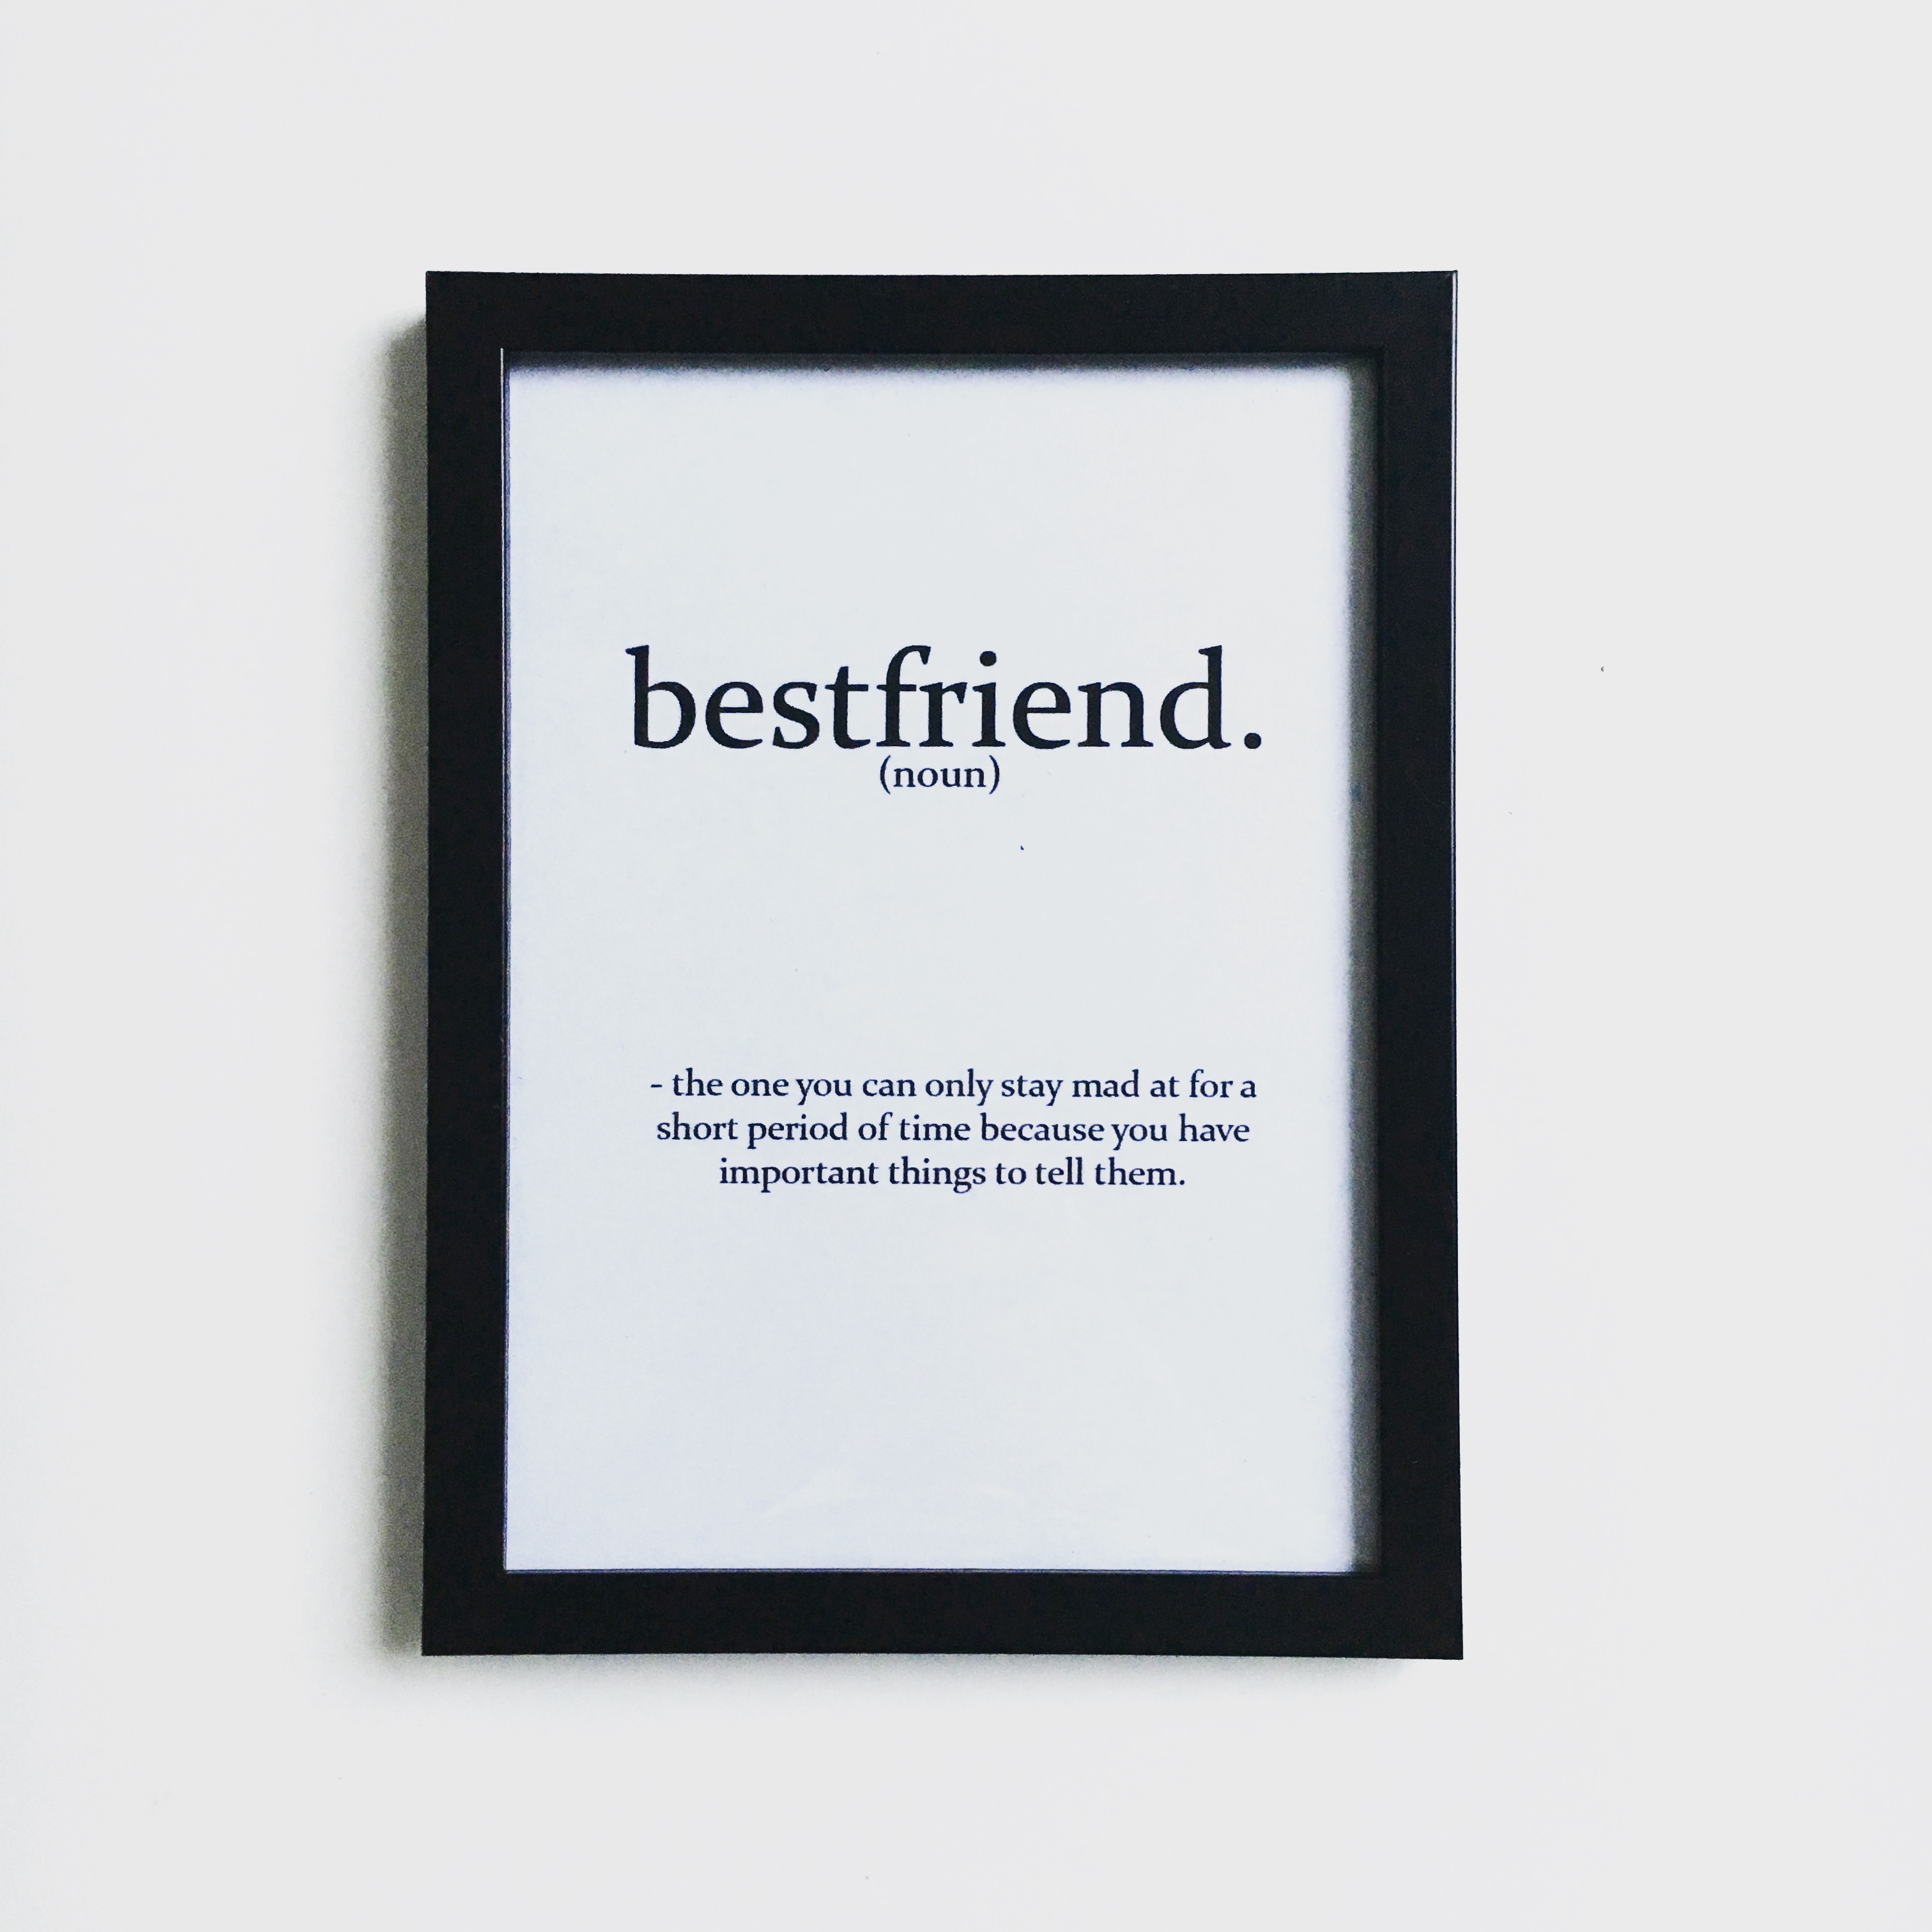 bestfriend.
(noun)
- the one you can only stay mad at for a
short period of time because you have
important things to tell them.